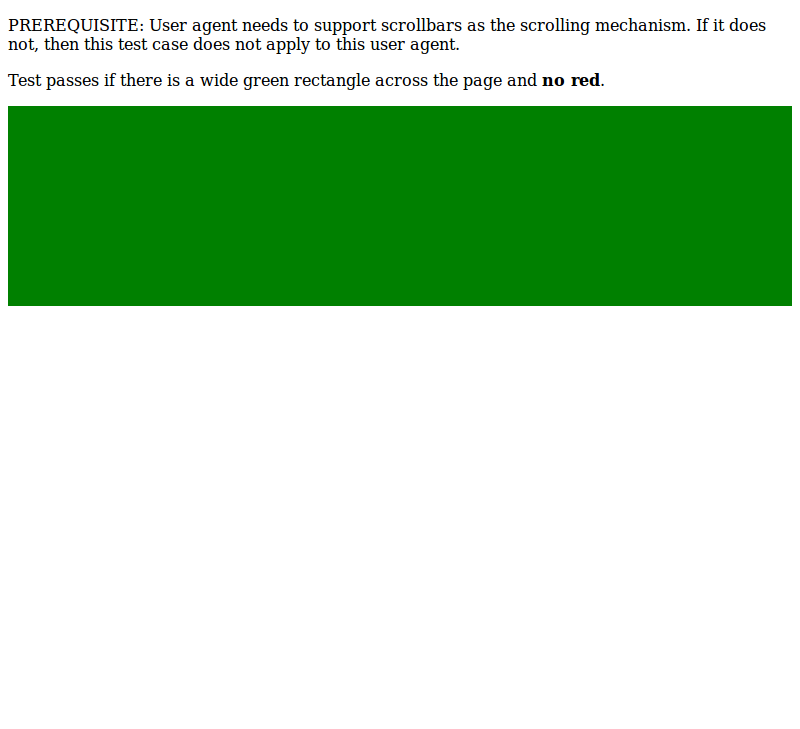 PREREQUISITE: User agent needs to support scrollbars as the scrolling mechanism. If it does
not, then this test case does not apply to this user agent.
Test passes if there is a wide green rectangle across the page and no red.